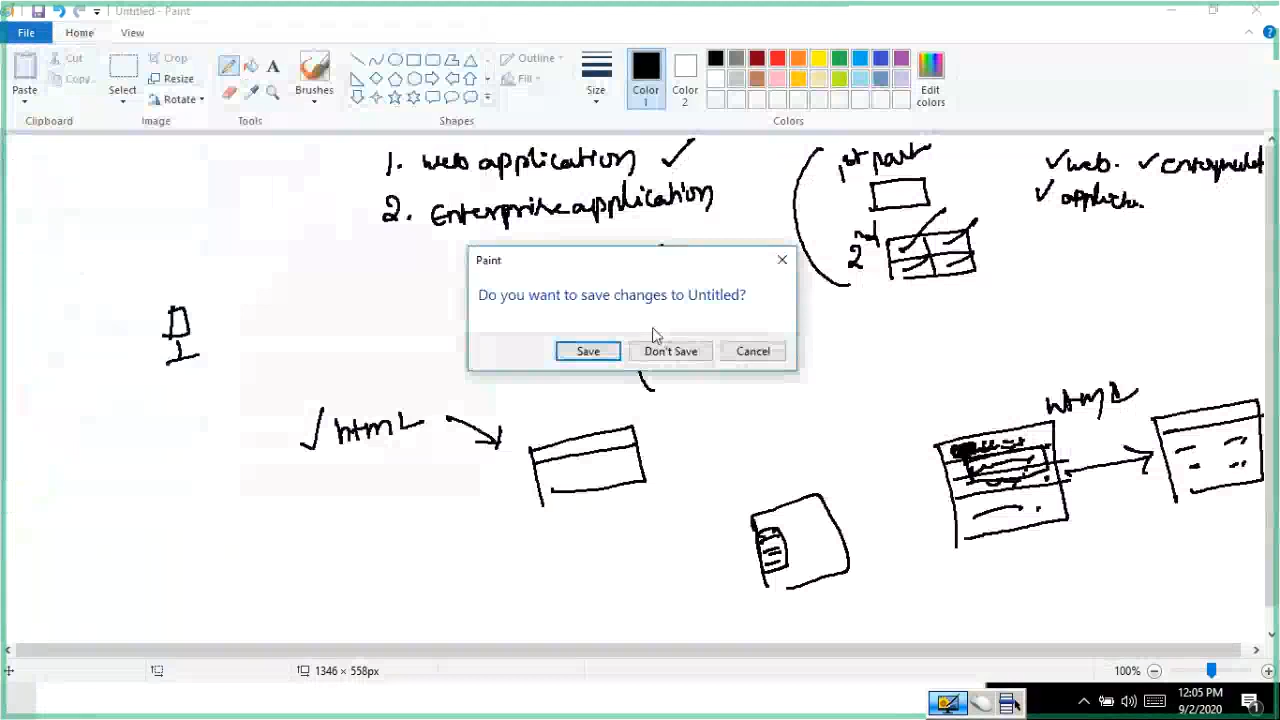 Untitled - Paint
File Home View
Paste
Cut
Copy
Clipboard
Select
Crop
Resize
Rotate
Image
A
Tools
Brushes
Outline
Fill
Shapes
Size
Color 1
Color 2
Edit colors
Colors
1. web application
2. Enterprise application
1st part
2nd
web.
Paint
Do you want to save changes to Untitled?
Save Don't Save Cancel
html
html
1346 × 558px
100%
12:05 PM
9/2/2020
1